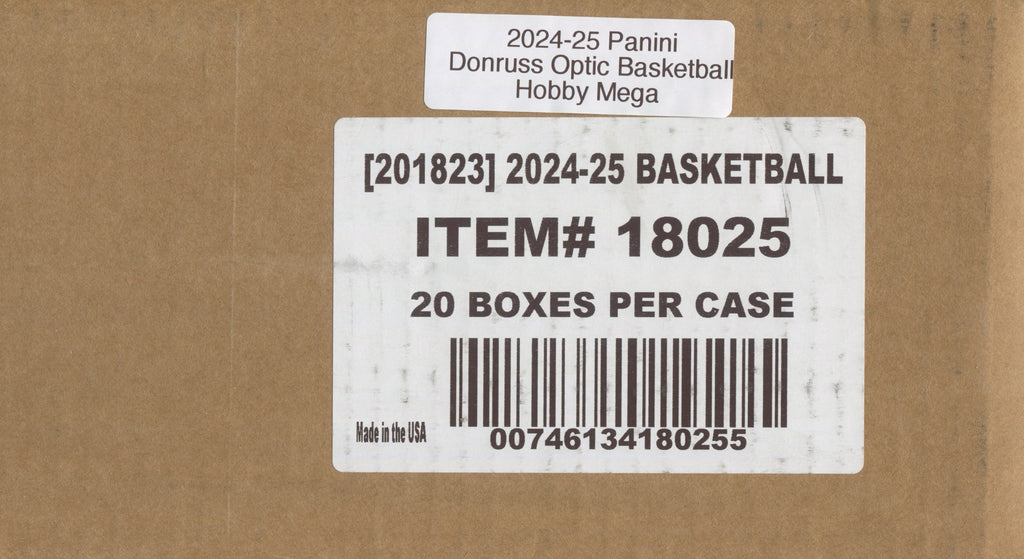 2024-25 Panini
Donruss Optic Basketball
Hobby Mega
[201823] 2024-25 BASKETBALL
ITEM# 18025
20 BOXES PER CASE
Made in the USA
00746134180255